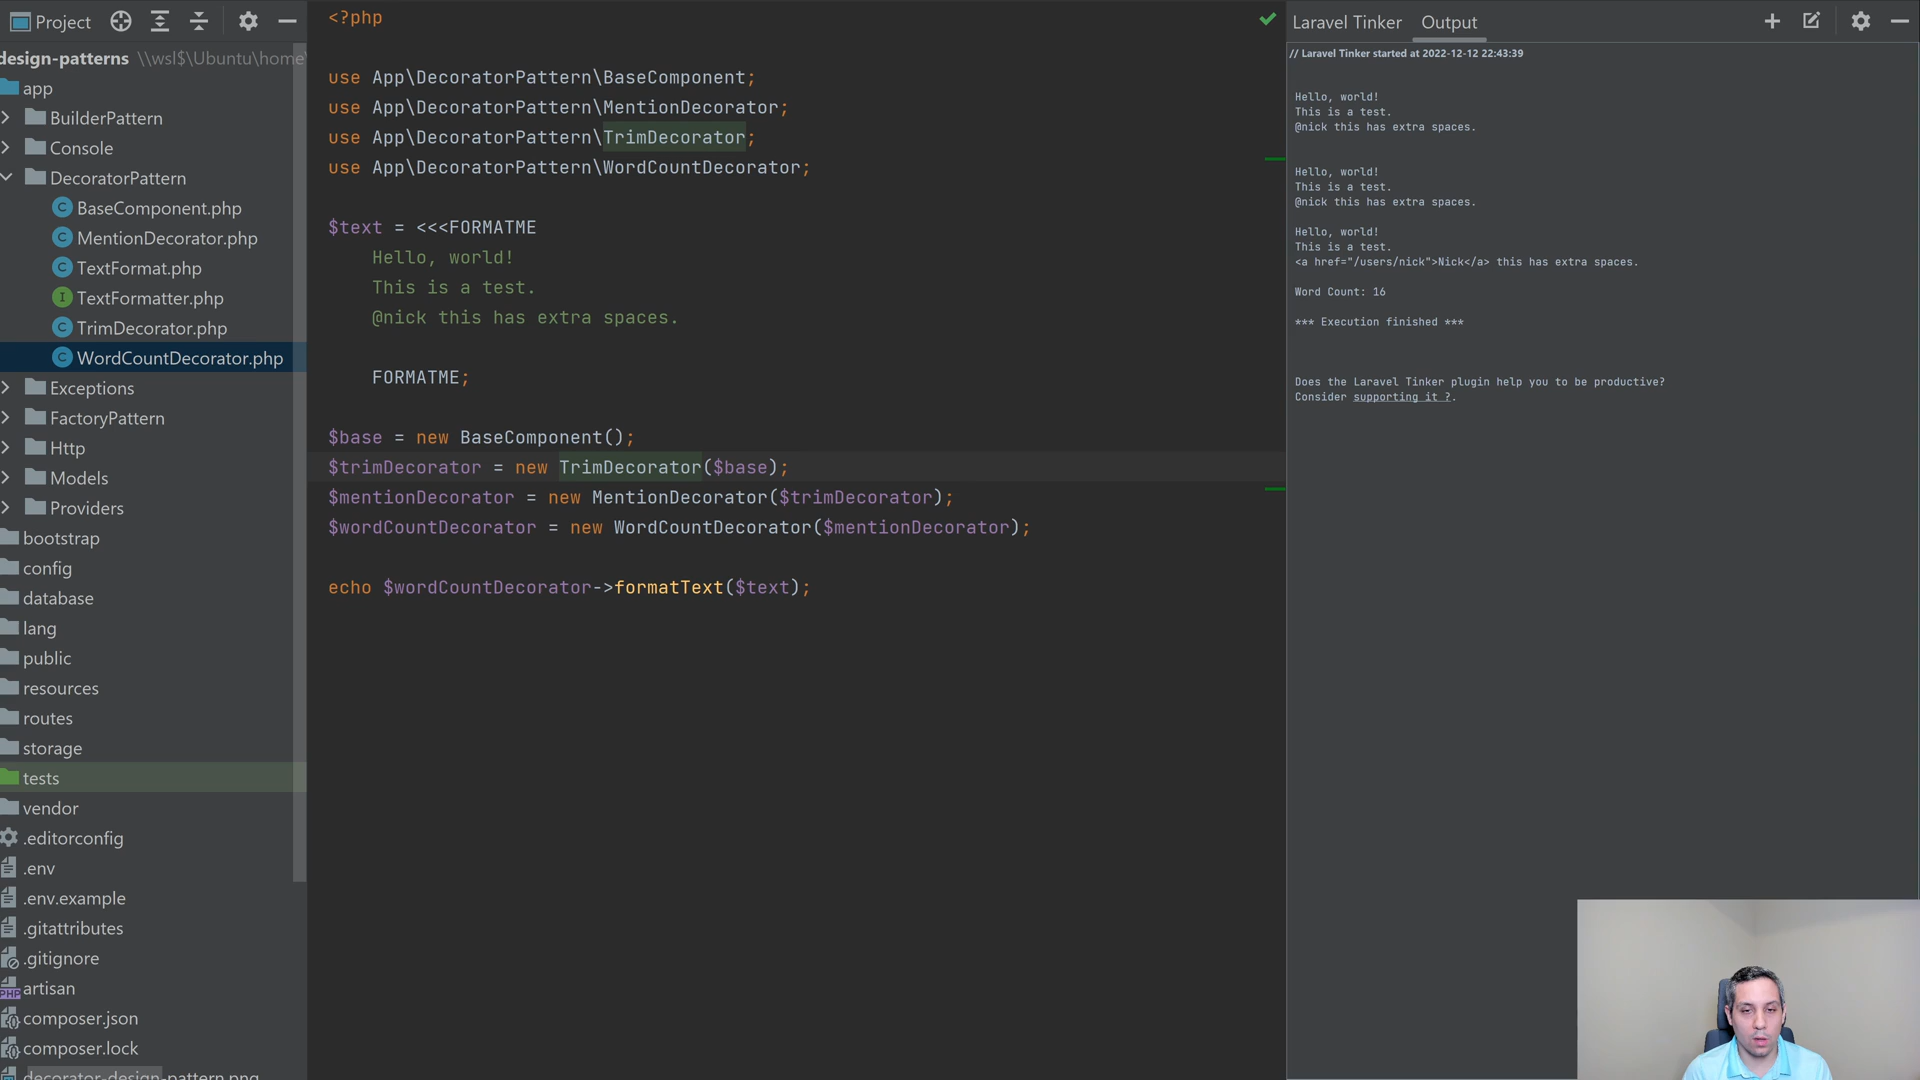 Project
design-patterns \\wsl$\Ubuntu\home
app
BuilderPattern
Console
DecoratorPattern
BaseComponent.php
MentionDecorator.php
TextFormat.php
TextFormatter.php
TrimDecorator.php
WordCountDecorator.php
Exceptions
FactoryPattern
Http
Models
Providers
bootstrap
config
database
lang
public
resources
routes
storage
tests
vendor
.editorconfig
.env
.env.example
.gitattributes
.gitignore
artisan
composer.json
composer.lock
decorator-design-pattern.png
<?php
use App\DecoratorPattern\BaseComponent;
use App\DecoratorPattern\MentionDecorator;
use App\DecoratorPattern\TrimDecorator;
use App\DecoratorPattern\WordCountDecorator;
$text = <<<FORMATME
Hello, world!
This is a test.
@nick this has extra spaces.
FORMATME;
$base = new BaseComponent();
$trimDecorator = new TrimDecorator($base);
$mentionDecorator = new MentionDecorator($trimDecorator);
$wordCountDecorator = new WordCountDecorator($mentionDecorator);
echo $wordCountDecorator->formatText($text);
Laravel Tinker Output
// Laravel Tinker started at 2022-12-12 22:43:39
Hello, world!
This is a test.
@nick this has extra spaces.
Hello, world!
This is a test.
@nick this has extra spaces.
Hello, world!
This is a test.
<a href="/users/nick">Nick</a> this has extra spaces.
Word Count: 16
*** Execution finished ***
Does the Laravel Tinker plugin help you to be productive?
Consider supporting it ?.